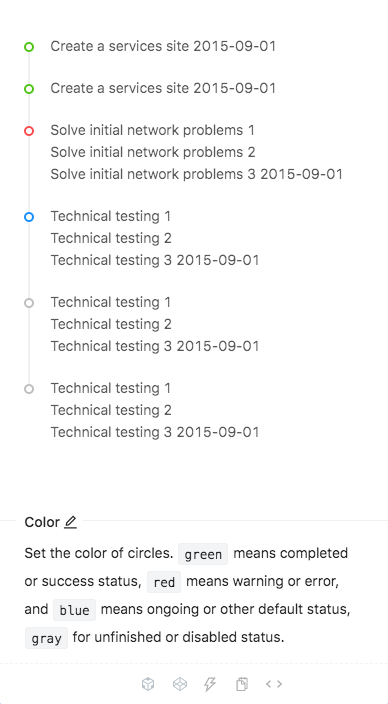 Create a services site 2015-09-01
Create a services site 2015-09-01
Solve initial network problems 1
Solve initial network problems 2
Solve initial network problems 3 2015-09-01
Technical testing 1
Technical testing 2
Technical testing 3 2015-09-01
Technical testing 1
Technical testing 2
Technical testing 3 2015-09-01
Technical testing 1
Technical testing 2
Technical testing 3 2015-09-01
Color
Set the color of circles. green means completed
or success status, red means warning or error,
and blue means ongoing or other default status,
gray for unfinished or disabled status.